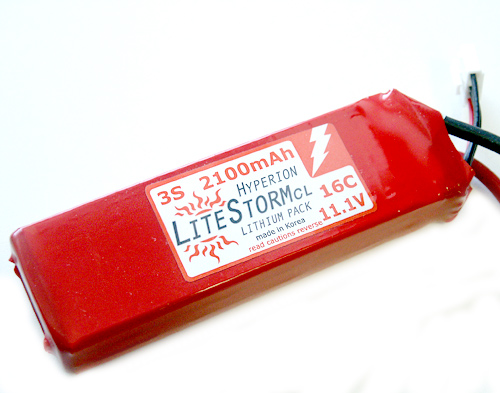 3S 2100mAh
HYPERION
LITESTORMCL 16C
LITHIUM PACK 11.1V
made in Korea
read cautions reverse